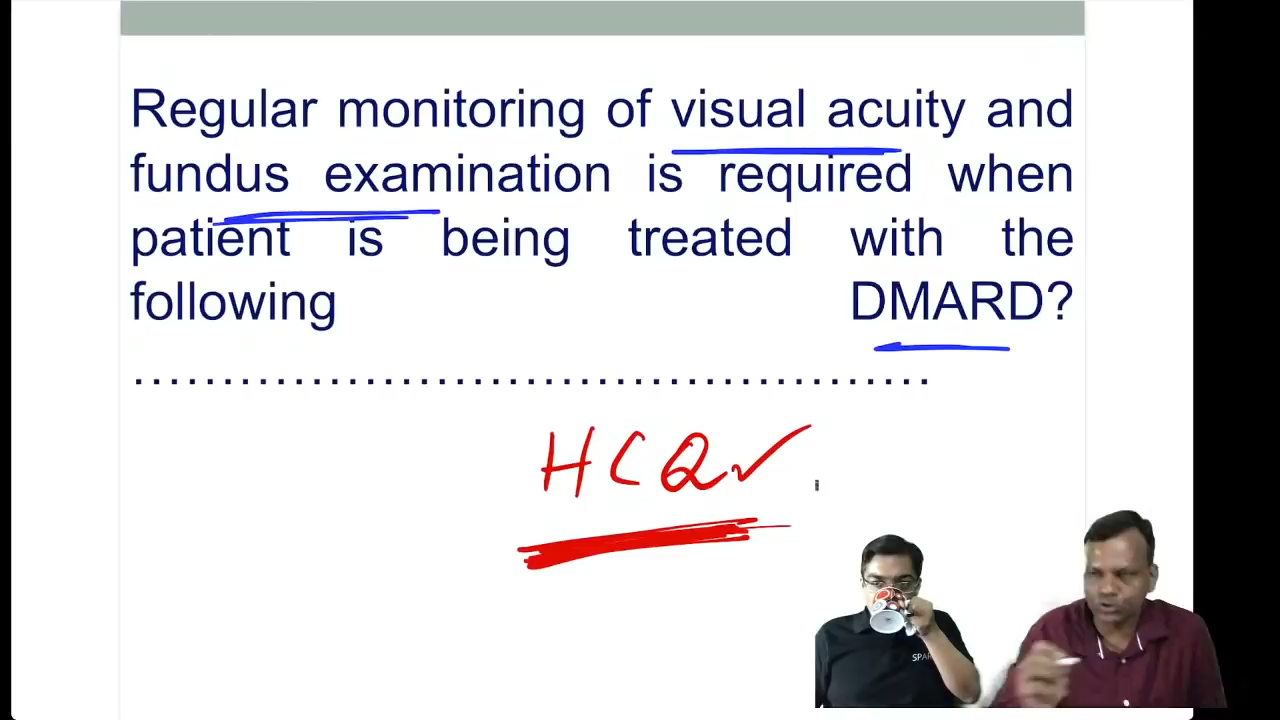 Regular monitoring of visual acuity and
fundus examination is required when
patient is being treated with the
following DMARD?
................................................
HCQ
SPAR